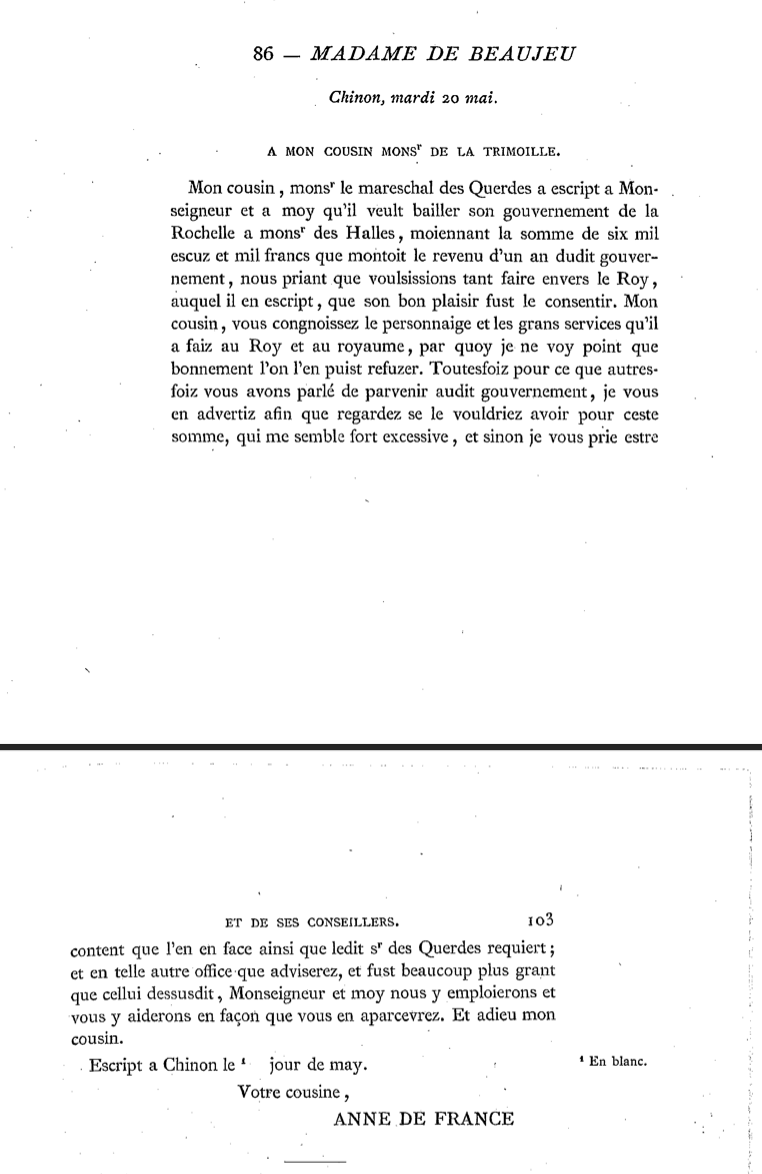 86 — MADAME DE BEAUJEU
Chinon, mardi 20 mai.
A MON COUSIN MONSʳ DE LA TRIMOILLE.
Mon cousin, monsʳ le mareschal des Querdes a escript a Mon-
seigneur et a moy qu'il veult bailler son gouvernement de la
Rochelle a monsʳ des Halles, moiennant la somme de six mil
escuz et mil francs que montoit le revenu d'un an dudit gouver-
nement, nous priant que voulsissions tant faire envers le Roy,
auquel il en escript, que son bon plaisir fust le consentir. Mon
cousin, vous congnoissez le personnaige et les grans services qu'il
a faiz au Roy et au royaume, par quoy je ne voy point que
bonnement l'on l'en puist refuzer. Toutesfoiz pour ce que autres-
foiz vous avons parlé de parvenir audit gouvernement, je vous
en advertiz afin que regardez se le vouldriez avoir pour ceste
somme, qui me semble fort excessive, et sinon je vous prie estre
ET DE SES CONSEILLERS. 103
content que l'en en face ainsi que ledit sʳ des Querdes requiert;
et en telle autre office que adviserez, et fust beaucoup plus grant
que cellui dessusdit, Monseigneur et moy nous y emploierons et
vous y aiderons en façon que vous en aparcevrez. Et adieu mon
cousin.
Escript a Chinon le ¹ jour de may.
¹ En blanc.
Votre cousine,
ANNE DE FRANCE